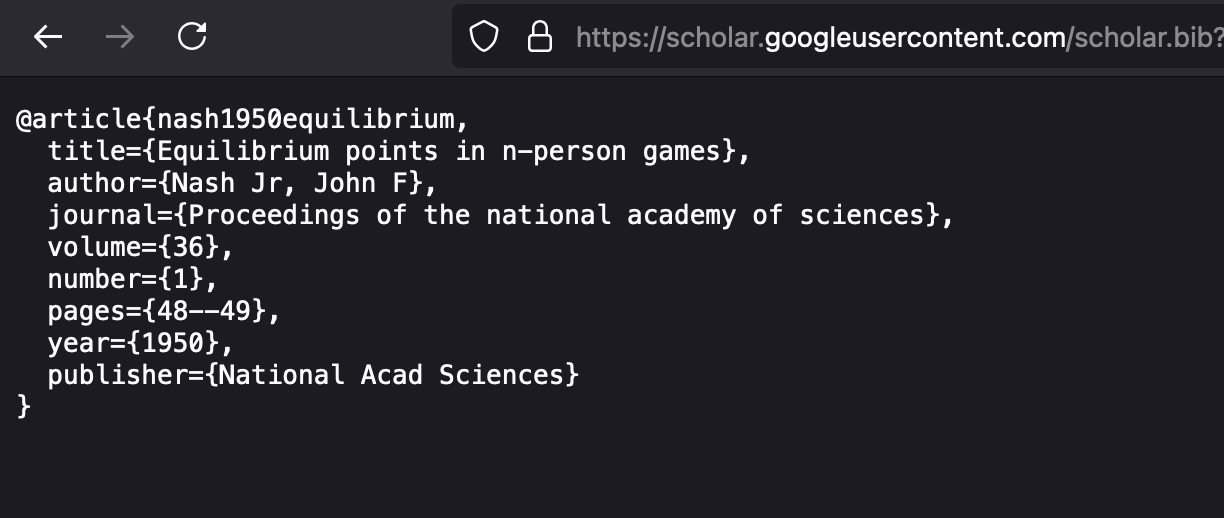 https://scholar.googleusercontent.com/scholar.bib?
@article{nash1950equilibrium,
  title={Equilibrium points in n-person games},
  author={Nash Jr, John F},
  journal={Proceedings of the national academy of sciences},
  volume={36},
  number={1},
  pages={48--49},
  year={1950},
  publisher={National Acad Sciences}
}